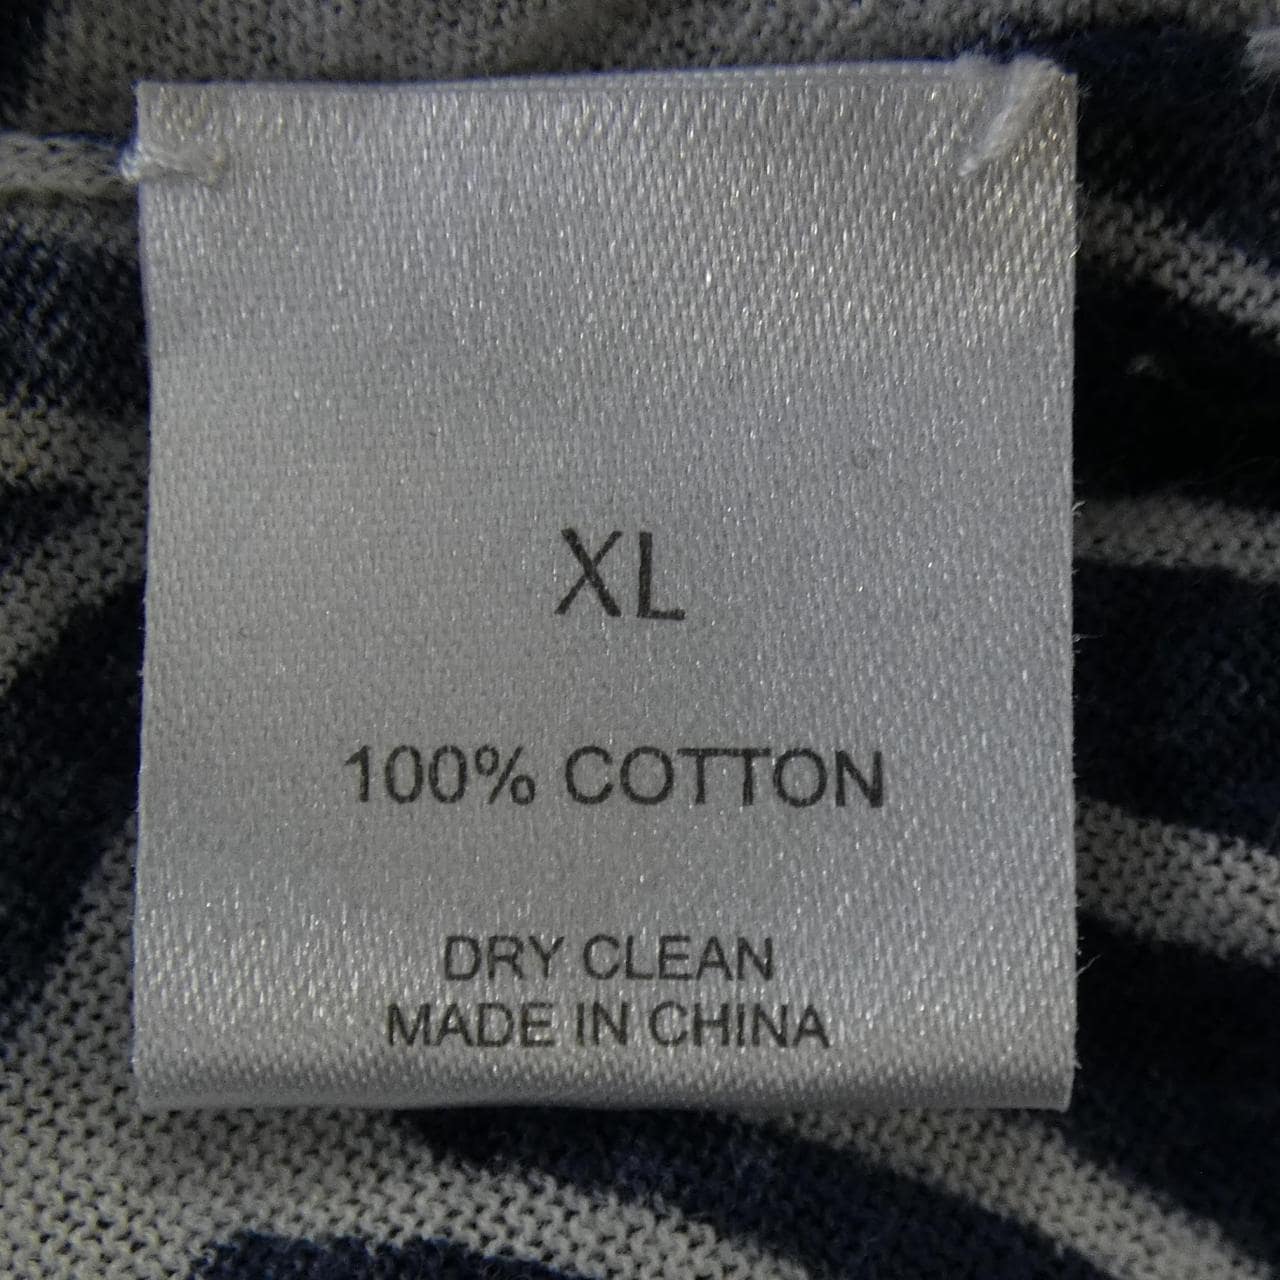 XL
100% COTTON
DRY CLEAN
MADE IN CHINA